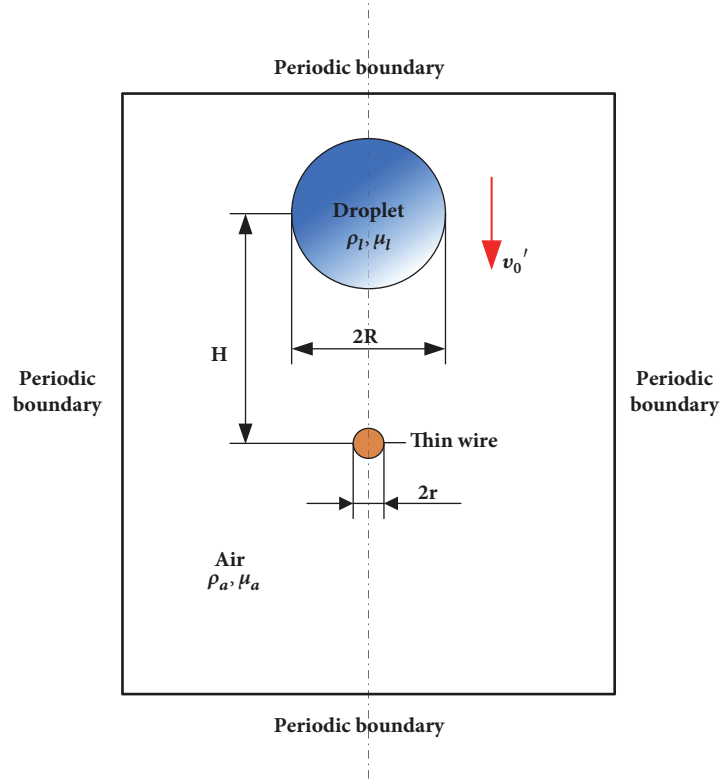 Periodic boundary
Droplet
ρl, μl
v0′
2R
H
Periodic
boundary
Periodic
boundary
Thin wire
2r
Air
ρa, μa
Periodic boundary